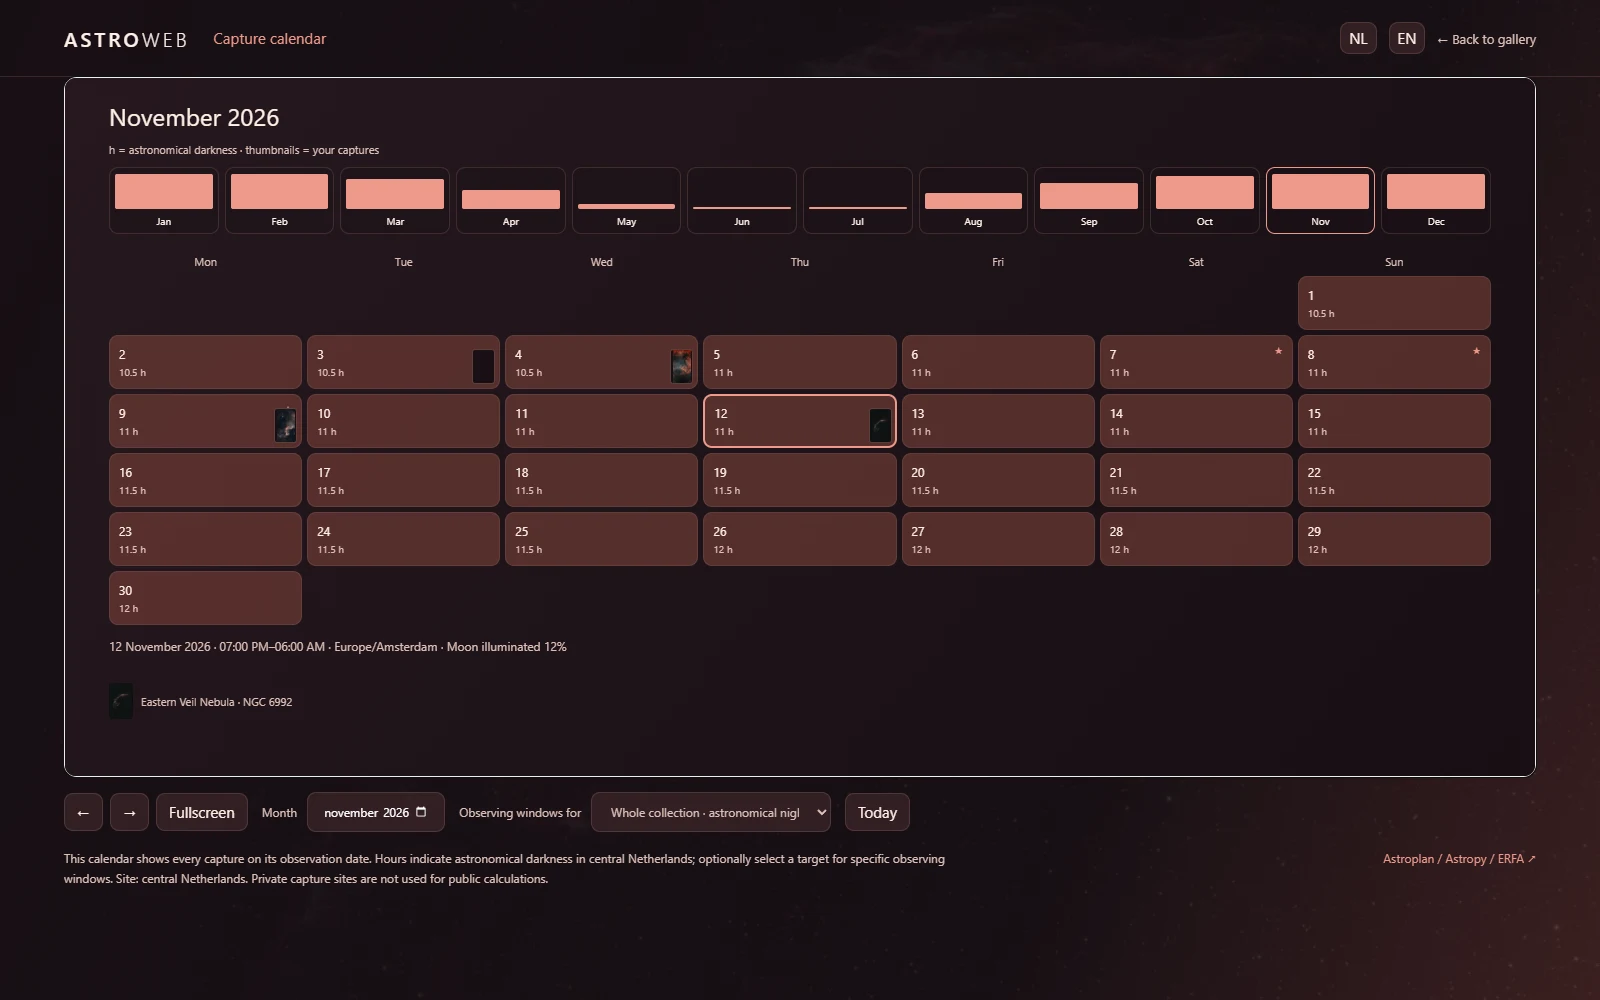 ASTROWEB Capture calendar NL EN ← Back to gallery
November 2026
h = astronomical darkness · thumbnails = your captures
Jan Feb Mar Apr May Jun Jul Aug Sep Oct Nov Dec
Mon Tue Wed Thu Fri Sat Sun
1
10.5 h
2 3 4 5 6 7 ★ 8 ★
10.5 h 10.5 h 10.5 h 11 h 11 h 11 h 11 h
9 10 11 12 13 14 15
11 h 11 h 11 h 11 h 11 h 11 h 11 h
16 17 18 19 20 21 22
11.5 h 11.5 h 11.5 h 11.5 h 11.5 h 11.5 h 11.5 h
23 24 25 26 27 28 29
11.5 h 11.5 h 11.5 h 12 h 12 h 12 h 12 h
30
12 h
12 November 2026 · 07:00 PM–06:00 AM · Europe/Amsterdam · Moon illuminated 12%
Eastern Veil Nebula · NGC 6992
← → Fullscreen Month november 2026 Observing windows for Whole collection · astronomical nigl Today
This calendar shows every capture on its observation date. Hours indicate astronomical darkness in central Netherlands; optionally select a target for specific observing
windows. Site: central Netherlands. Private capture sites are not used for public calculations.
Astroplan / Astropy / ERFA ↗